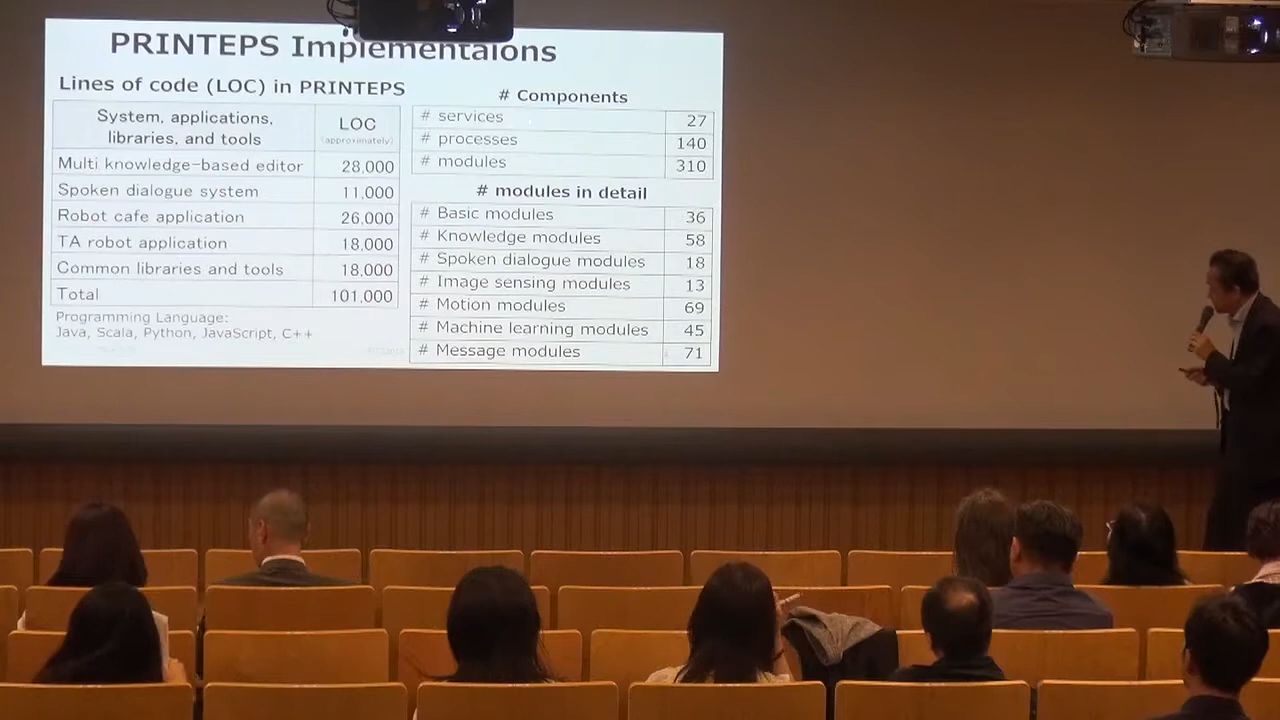 PRINTEPS Implementaions
Lines of code (LOC) in PRINTEPS
System, applications,
libraries, and tools
LOC
(approximately)
Multi knowledge-based editor 28,000
Spoken dialogue system 11,000
Robot cafe application 26,000
TA robot application 18,000
Common libraries and tools 18,000
Total 101,000
Programming Language:
Java, Scala, Python, JavaScript, C++
# Components
# services 27
# processes 140
# modules 310
# modules in detail
# Basic modules 36
# Knowledge modules 58
# Spoken dialogue modules 18
# Image sensing modules 13
# Motion modules 69
# Machine learning modules 45
# Message modules 71